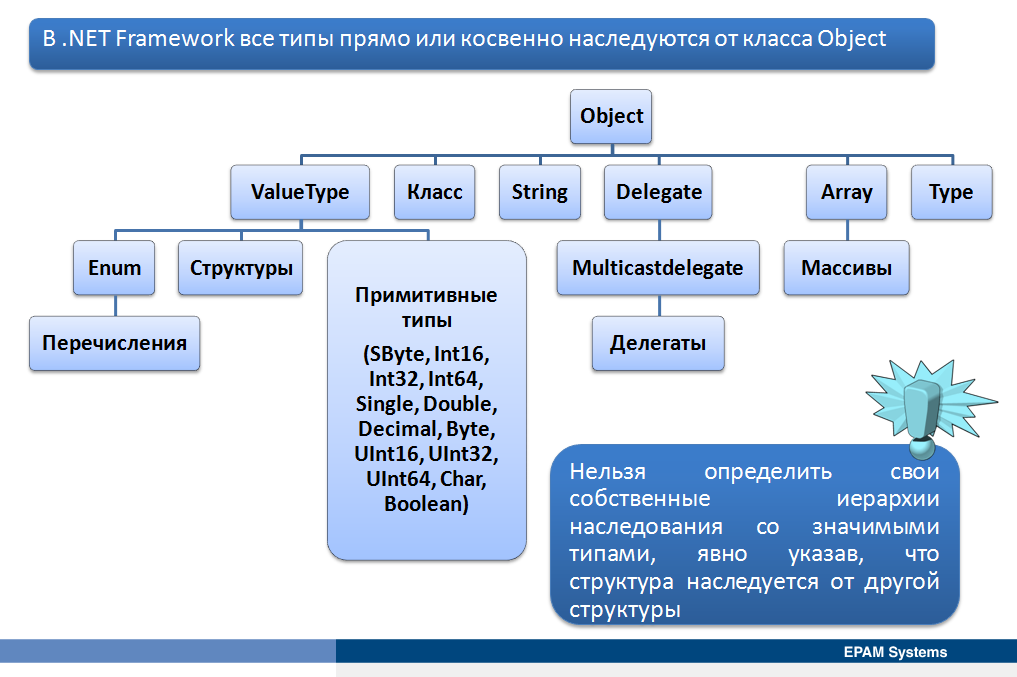 В .NET Framework все типы прямо или косвенно наследуются от класса Object
Object
ValueType
Класс
String
Delegate
Array
Type
Enum
Структуры
Multicastdelegate
Массивы
Перечисления
Делегаты
Примитивные
типы
(SByte, Int16,
Int32, Int64,
Single, Double,
Decimal, Byte,
UInt16, UInt32,
UInt64, Char,
Boolean)
Нельзя определить свои
собственные иерархии
наследования со значимыми
типами, явно указав, что
структура наследуется от другой
структуры
EPAM Systems